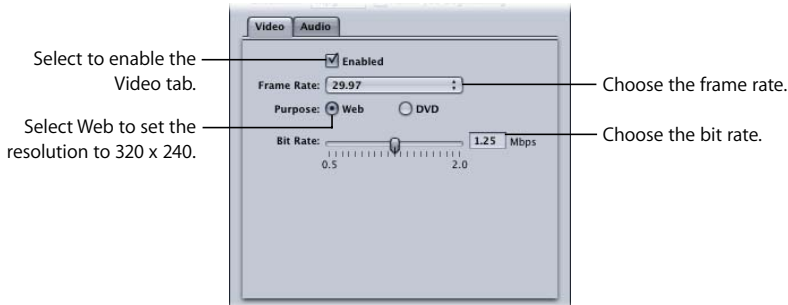 Video Audio
Select to enable the
Video tab.
Enabled
Frame Rate: 29.97
Choose the frame rate.
Purpose: Web DVD
Select Web to set the
resolution to 320 x 240.
Bit Rate: 1.25 Mbps
Choose the bit rate.
0.5 2.0